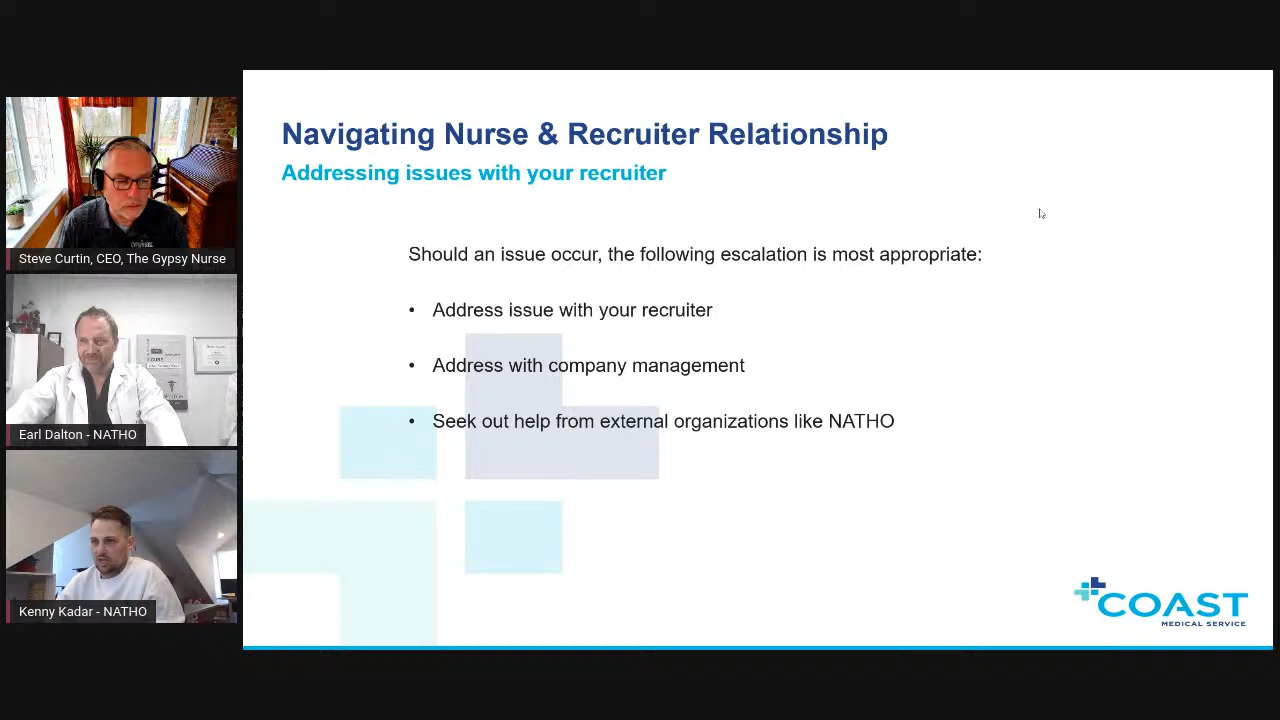 Navigating Nurse & Recruiter Relationship
Addressing issues with your recruiter
Should an issue occur, the following escalation is most appropriate:
• Address issue with your recruiter
• Address with company management
• Seek out help from external organizations like NATHO
COAST
MEDICAL SERVICE
Steve Curtin, CEO, The Gypsy Nurse
Earl Dalton - NATHO
Kenny Kadar - NATHO